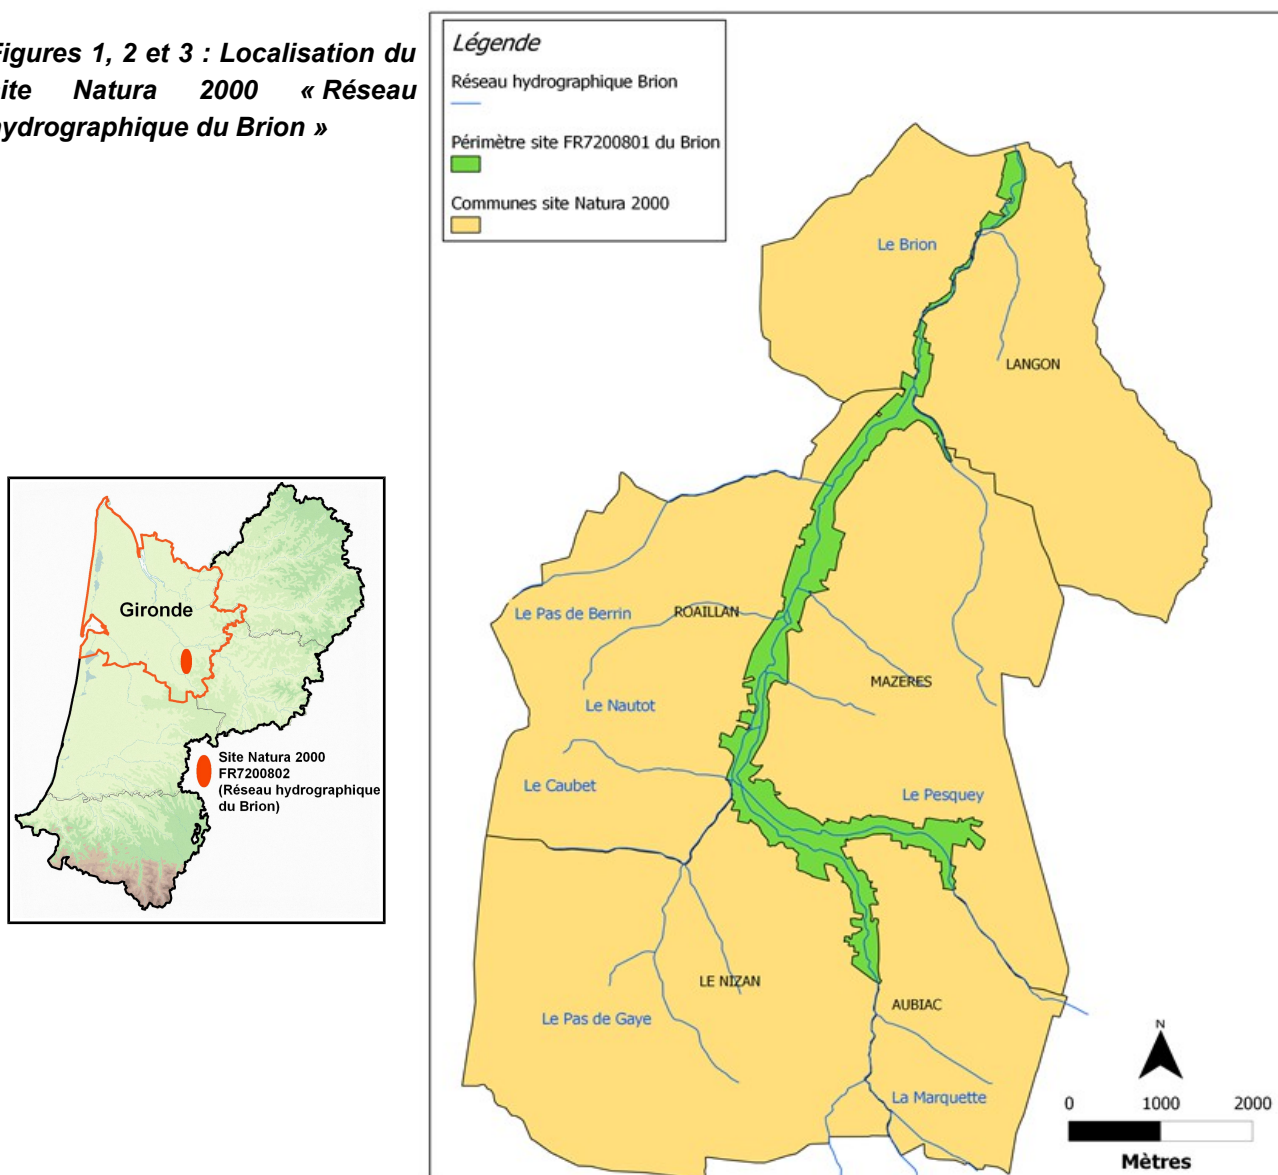 igures 1, 2 et 3 : Localisation du
ite Natura 2000 « Réseau
ydrographique du Brion »
Légende
Réseau hydrographique Brion
Périmètre site FR7200801 du Brion
Communes site Natura 2000
Le Brion
LANGON
Le Pas de Berrin
ROAILLAN
MAZERES
Le Nautot
Le Caubet
Le Pesquey
LE NIZAN
AUBIAC
Le Pas de Gaye
La Marquette
N
0 1000 2000
Mètres
Gironde
Site Natura 2000
FR7200802
(Réseau hydrographique
du Brion)